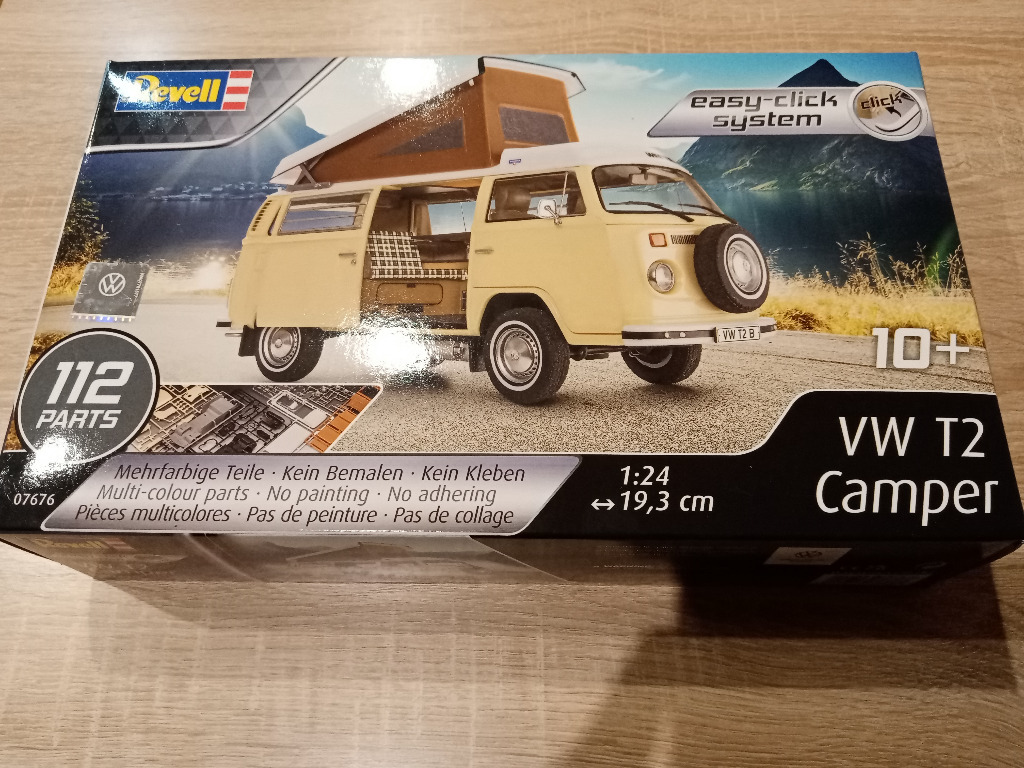 Revell
easy-click
system
click
VW T2 B
10+
112
PARTS
VW T2
Camper
07676
Mehrfarbige Teile · Kein Bemalen · Kein Kleben
Multi-colour parts · No painting · No adhering
Pièces multicolores · Pas de peinture · Pas de collage
1:24
↔19,3 cm